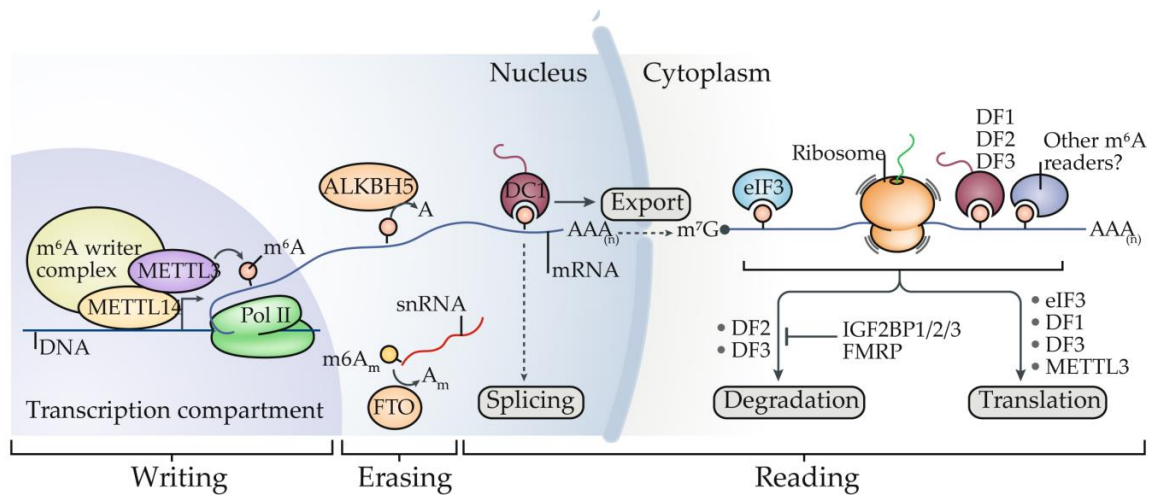 Nucleus
Cytoplasm
DF1
DF2
DF3
Other m⁶A
readers?
Ribosome
ALKBH5
A
DC1
Export
eIF3
m⁶A writer
complex
METTL3
m⁶A
METTL14
Pol II
AAA(n)
m⁷G
AAA(n)
mRNA
DNA
snRNA
m6Aₘ
Aₘ
FTO
Splicing
DF2
DF3
IGF2BP1/2/3
FMRP
eIF3
DF1
DF3
METTL3
Degradation
Translation
Transcription compartment
Writing
Erasing
Reading